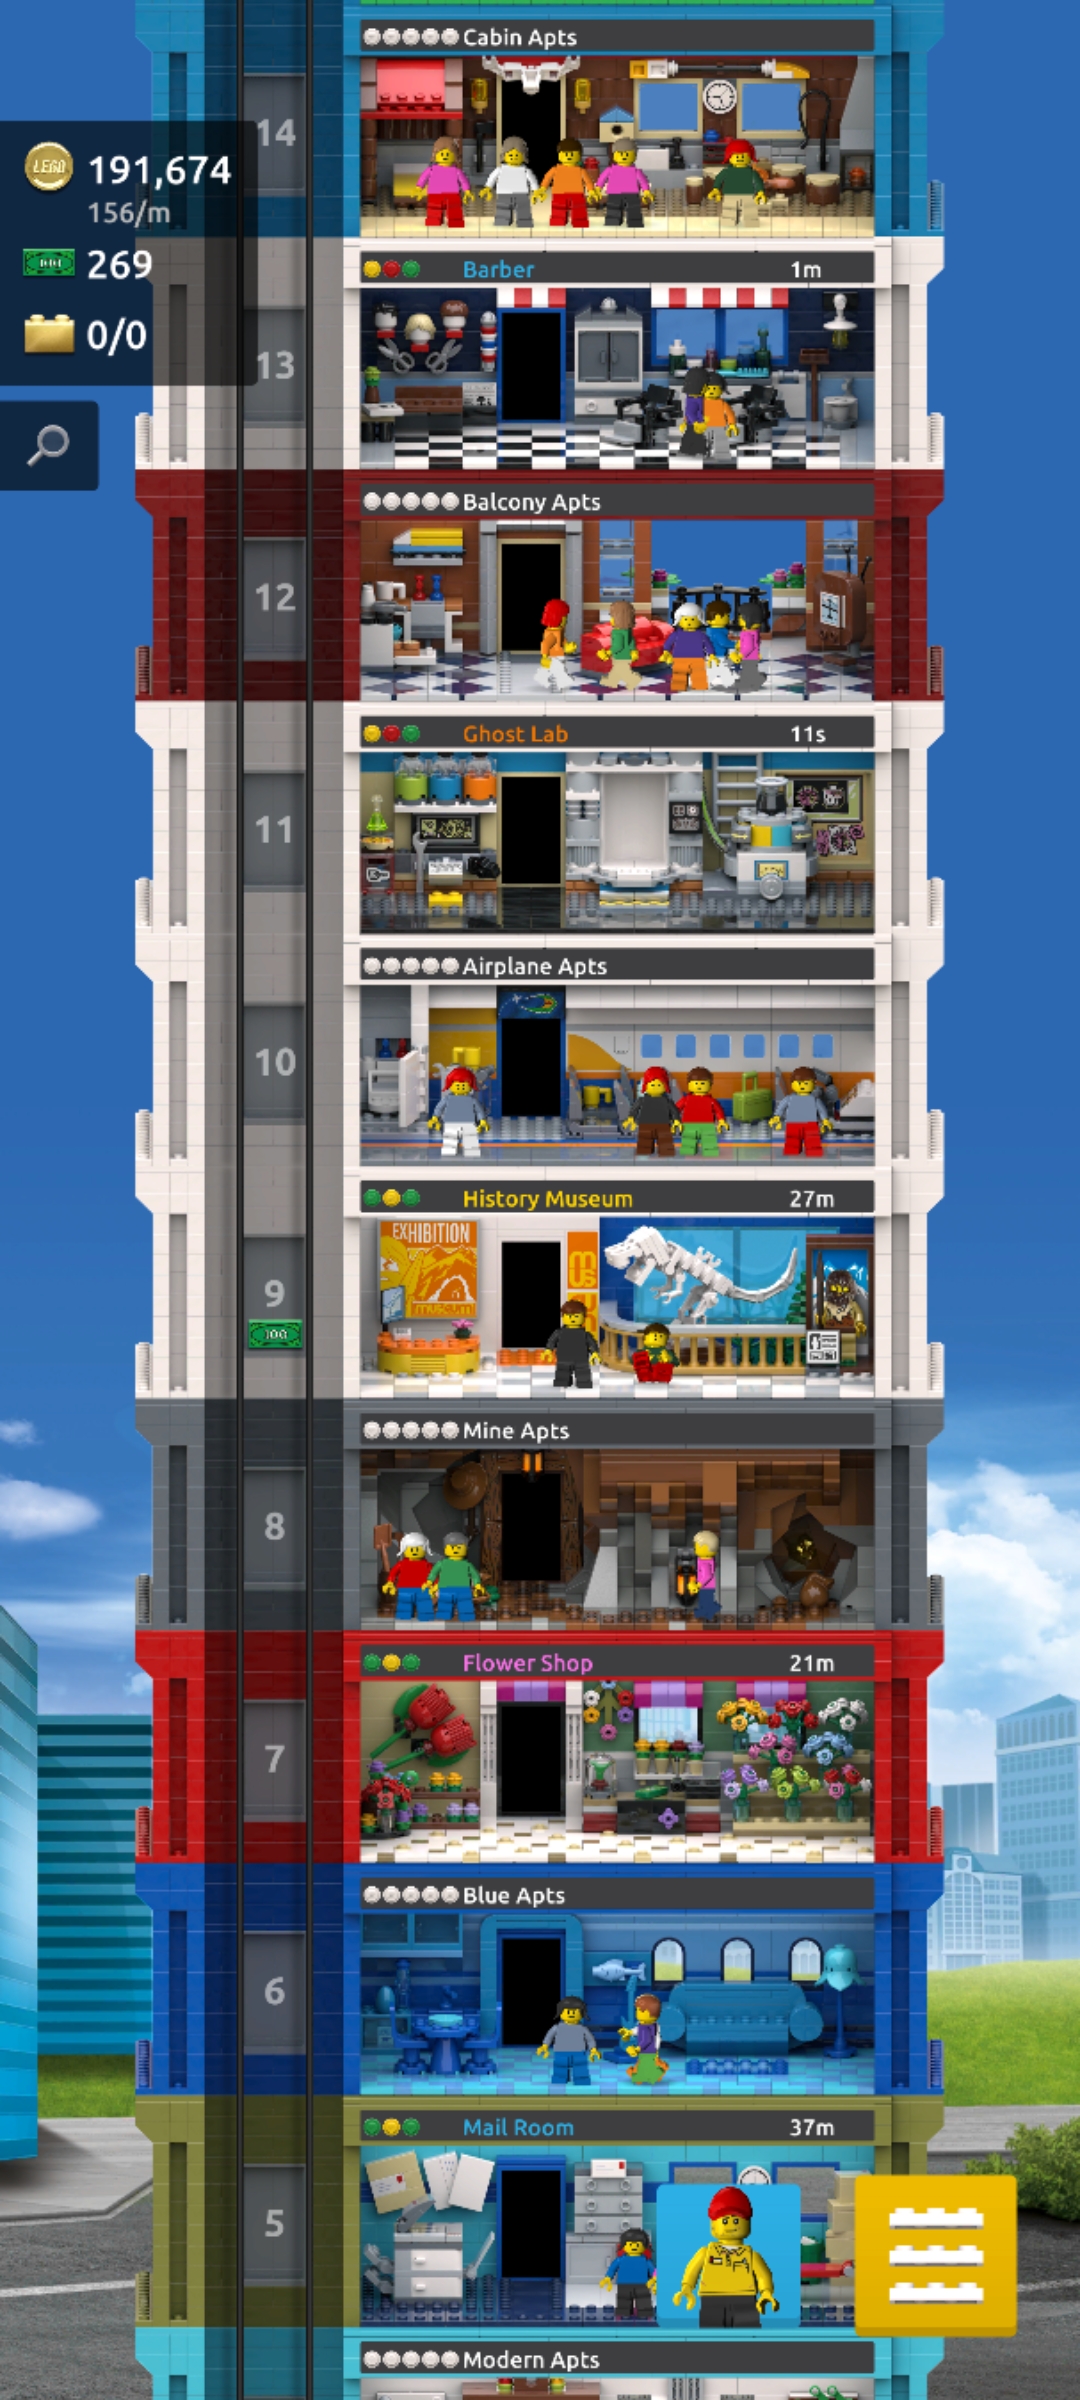 Cabin Apts
14
LEGO
191,674
156/m
269
0/0
Barber 1m
13
Balcony Apts
12
Ghost Lab 11s
11
Airplane Apts
10
History Museum 27m
EXHIBITION
museum
9
100
Mine Apts
8
Flower Shop 21m
7
Blue Apts
6
Mail Room 37m
5
Modern Apts